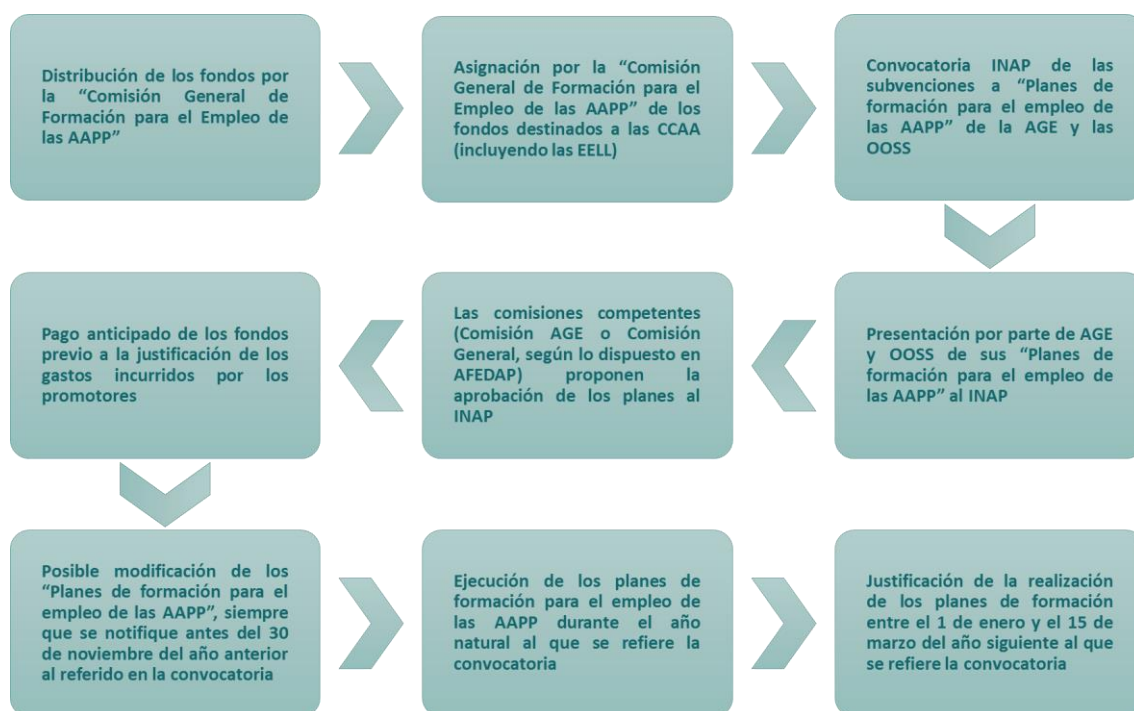 Distribución de los fondos por
la “Comisión General de
Formación para el Empleo de
las AAPP”
Asignación por la “Comisión
General de Formación para el
Empleo de las AAPP” de los
fondos destinados a las CCAA
(incluyendo las EELL)
Convocatoria INAP de las
subvenciones a “Planes de
formación para el empleo de
las AAPP” de la AGE y las
OOSS
Presentación por parte de AGE
y OOSS de sus “Planes de
formación para el empleo de
las AAPP” al INAP
Las comisiones competentes
(Comisión AGE o Comisión
General, según lo dispuesto en
AFEDAP) proponen la
aprobación de los planes al
INAP
Pago anticipado de los fondos
previo a la justificación de los
gastos incurridos por los
promotores
Posible modificación de los
“Planes de formación para el
empleo de las AAPP”, siempre
que se notifique antes del 30
de noviembre del año anterior
al referido en la convocatoria
Ejecución de los planes de
formación para el empleo de
las AAPP durante el año
natural al que se refiere la
convocatoria
Justificación de la realización
de los planes de formación
entre el 1 de enero y el 15 de
marzo del año siguiente al que
se refiere la convocatoria